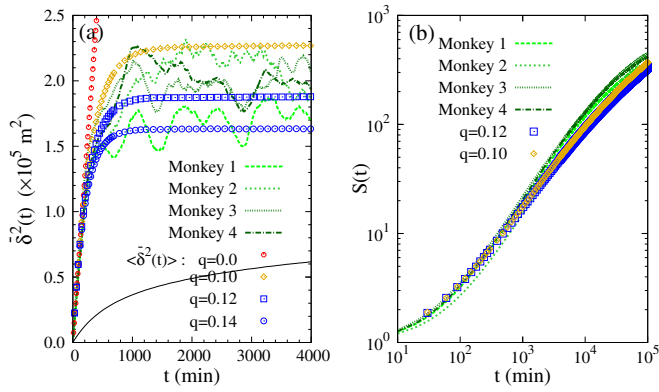 (a)
δ̄²(t) (×10⁵ m²)
2.5
2.0
1.5
1.0
0.5
0.0
Monkey 1
Monkey 2
Monkey 3
Monkey 4
<δ̄²(t)> : q=0.0
q=0.10
q=0.12
q=0.14
0 1000 2000 3000 4000
t (min)
(b)
S(t)
10³
10²
10¹
10⁰
Monkey 1
Monkey 2
Monkey 3
Monkey 4
q=0.12
q=0.10
10¹ 10² 10³ 10⁴ 10⁵
t (min)